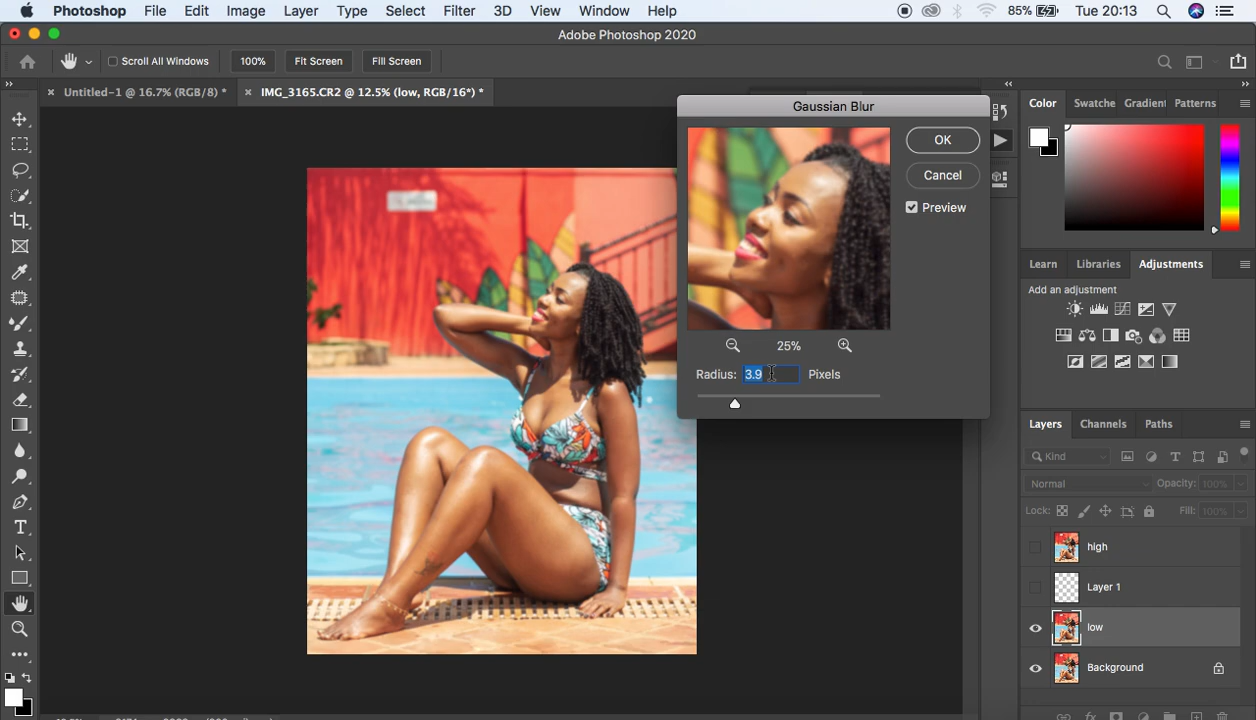 Photoshop File Edit Image Layer Type Select Filter 3D View Window Help 85% Tue 20:13
Adobe Photoshop 2020
Scroll All Windows 100% Fit Screen Fill Screen
Untitled-1 @ 16.7% (RGB/8) * IMG_3165.CR2 @ 12.5% (low, RGB/16*) *
Gaussian Blur
OK
Cancel
Preview
25%
Radius: 3.9 Pixels
Color Swatche Gradient Patterns
Learn Libraries Adjustments
Add an adjustment
Layers Channels Paths
Kind
Normal Opacity: 100%
Lock: Fill: 100%
high
Layer 1
low
Background
fx